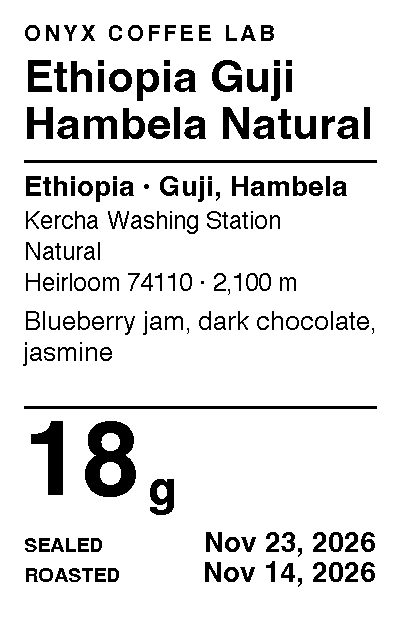 ONYX COFFEE LAB
Ethiopia Guji
Hambela Natural
Ethiopia · Guji, Hambela
Kercha Washing Station
Natural
Heirloom 74110 · 2,100 m
Blueberry jam, dark chocolate,
jasmine
18 g
SEALED Nov 23, 2026
ROASTED Nov 14, 2026